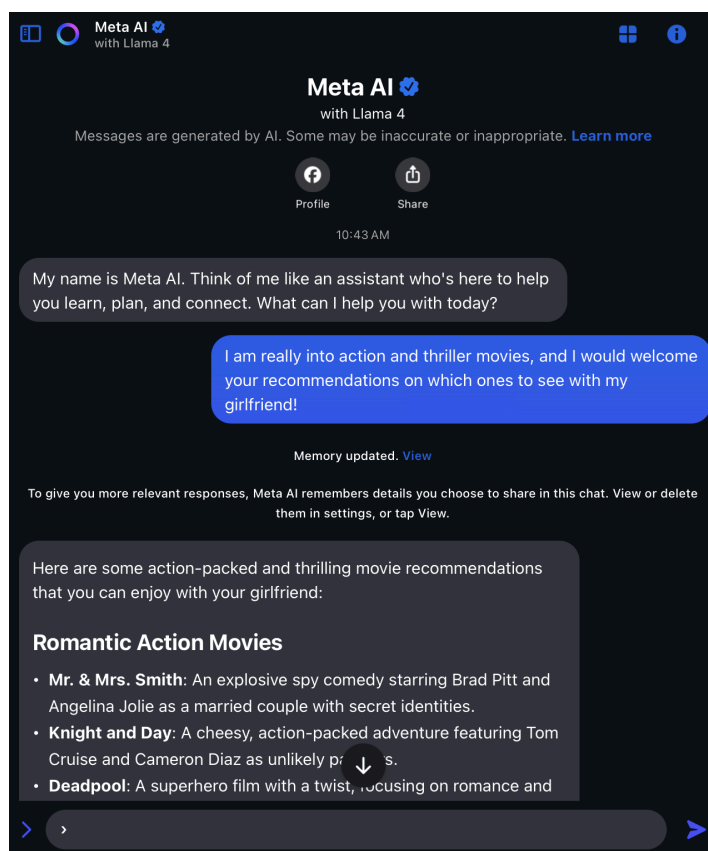 Meta AI
with Llama 4
Meta AI
with Llama 4
Messages are generated by AI. Some may be inaccurate or inappropriate. Learn more
Profile
Share
10:43 AM
My name is Meta AI. Think of me like an assistant who's here to help
you learn, plan, and connect. What can I help you with today?
I am really into action and thriller movies, and I would welcome
your recommendations on which ones to see with my
girlfriend!
Memory updated. View
To give you more relevant responses, Meta AI remembers details you choose to share in this chat. View or delete
them in settings, or tap View.
Here are some action-packed and thrilling movie recommendations
that you can enjoy with your girlfriend:
Romantic Action Movies
• Mr. & Mrs. Smith: An explosive spy comedy starring Brad Pitt and
Angelina Jolie as a married couple with secret identities.
• Knight and Day: A cheesy, action-packed adventure featuring Tom
Cruise and Cameron Diaz as unlikely
• Deadpool: A superhero film with a twist, focusing on romance and